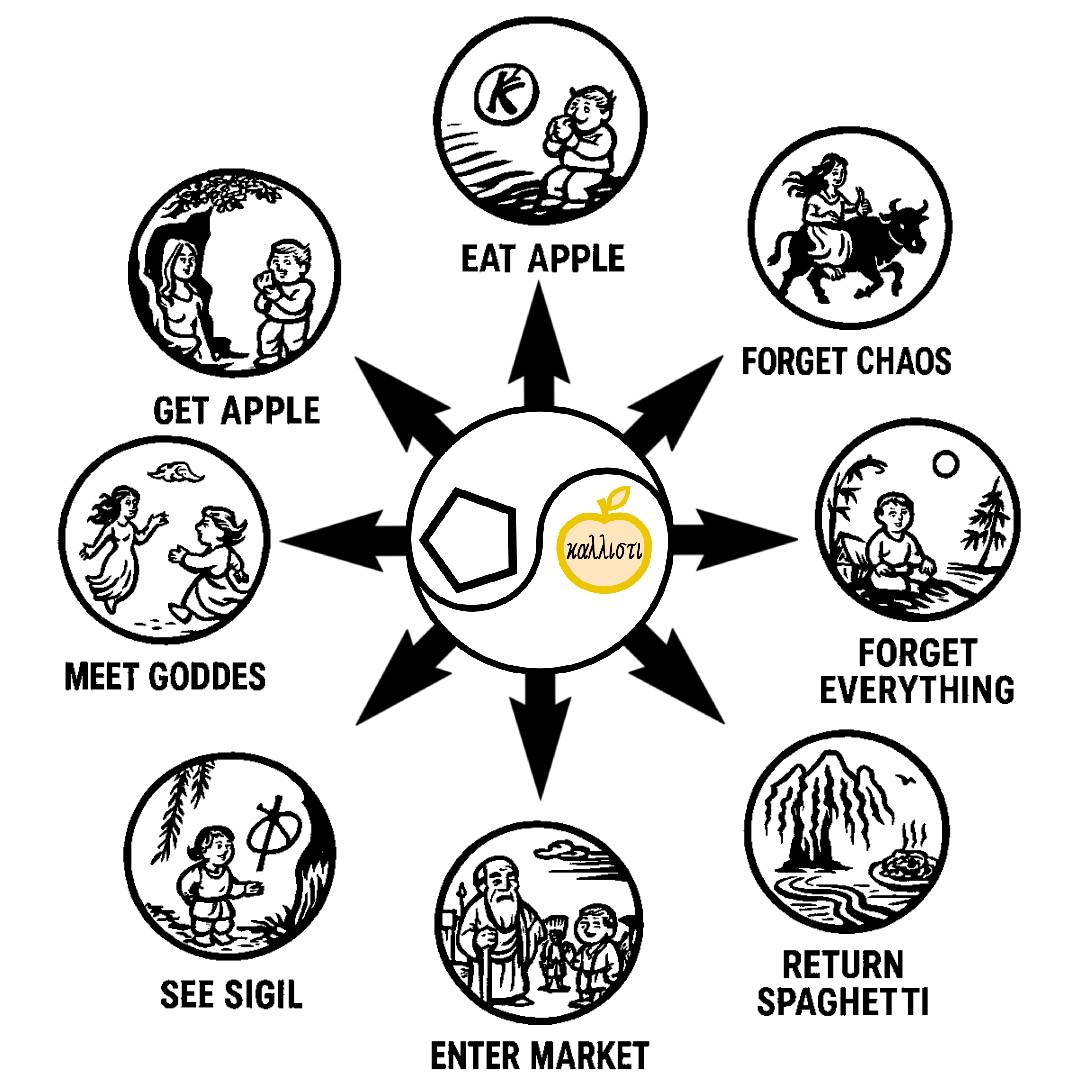 K
EAT APPLE
FORGET CHAOS
GET APPLE
καλλιστι
MEET GODDES
FORGET
EVERYTHING
SEE SIGIL
RETURN
SPAGHETTI
ENTER MARKET